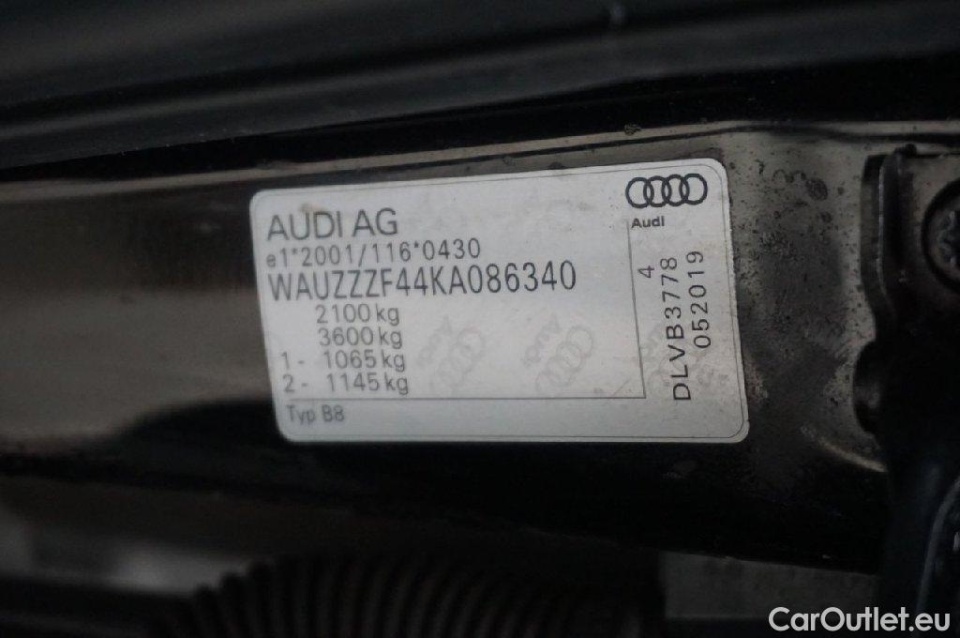 AUDI AG
e1*2001/116*0430
WAUZZZF44KA086340
2100 kg
3600 kg
1- 1065 kg
2- 1145 kg
Typ B8
Audi
4
DLVB3778
052019
CarOutlet.eu